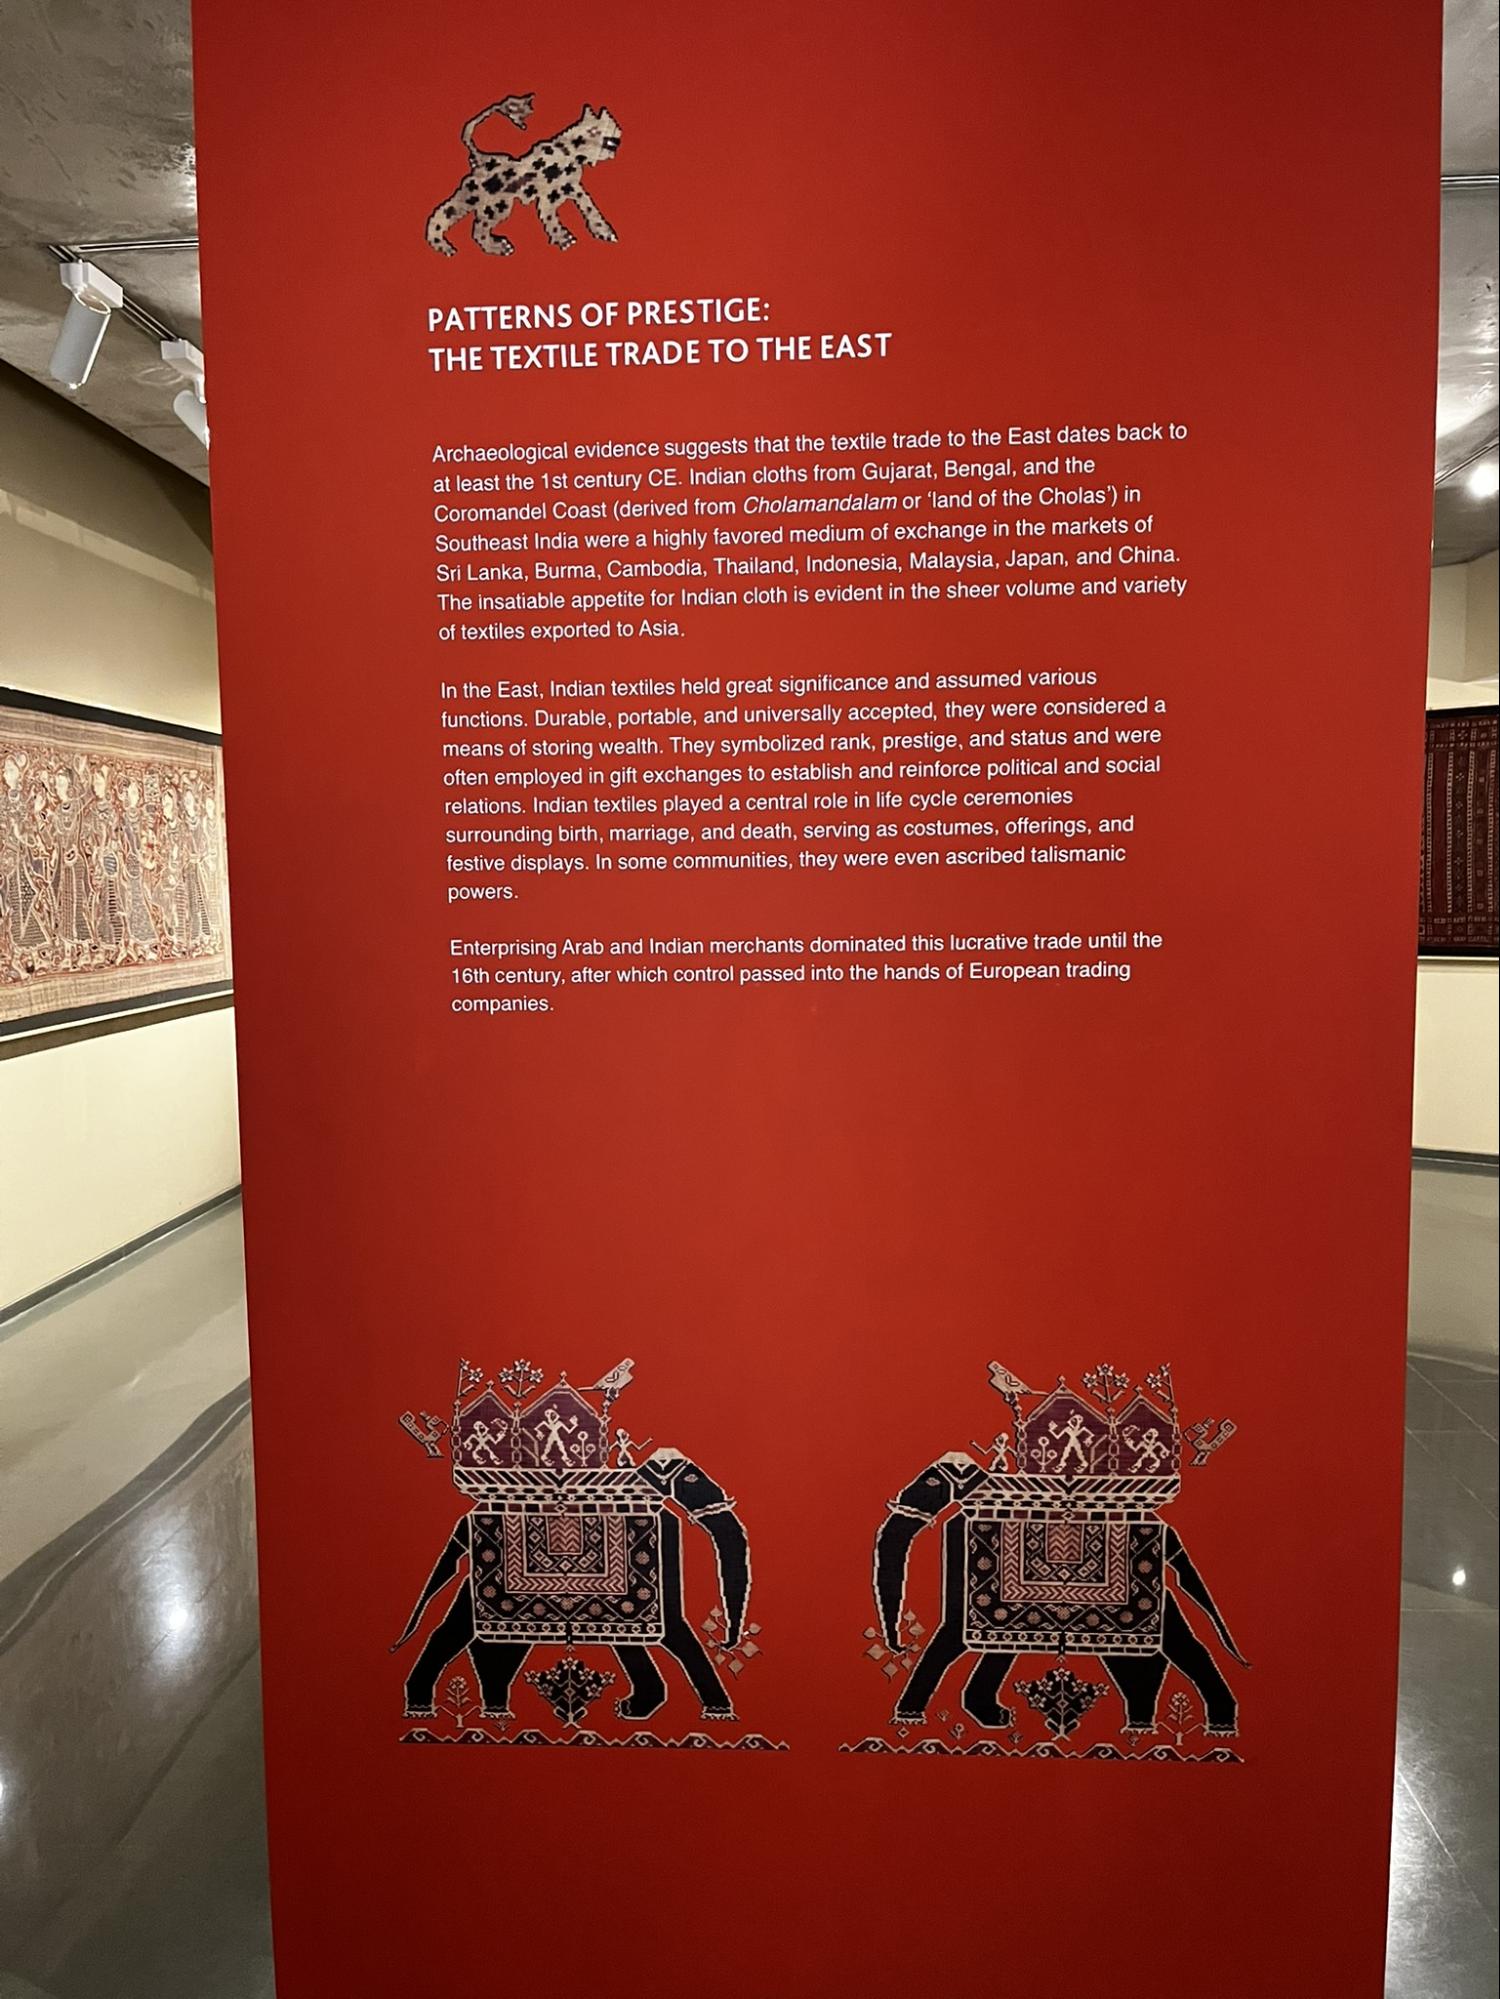 PATTERNS OF PRESTIGE:
THE TEXTILE TRADE TO THE EAST
Archaeological evidence suggests that the textile trade to the East dates back to
at least the 1st century CE. Indian cloths from Gujarat, Bengal, and the
Coromandel Coast (derived from Cholamandalam or ‘land of the Cholas’) in
Southeast India were a highly favored medium of exchange in the markets of
Sri Lanka, Burma, Cambodia, Thailand, Indonesia, Malaysia, Japan, and China.
The insatiable appetite for Indian cloth is evident in the sheer volume and variety
of textiles exported to Asia.
In the East, Indian textiles held great significance and assumed various
functions. Durable, portable, and universally accepted, they were considered a
means of storing wealth. They symbolized rank, prestige, and status and were
often employed in gift exchanges to establish and reinforce political and social
relations. Indian textiles played a central role in life cycle ceremonies
surrounding birth, marriage, and death, serving as costumes, offerings, and
festive displays. In some communities, they were even ascribed talismanic
powers.
Enterprising Arab and Indian merchants dominated this lucrative trade until the
16th century, after which control passed into the hands of European trading
companies.